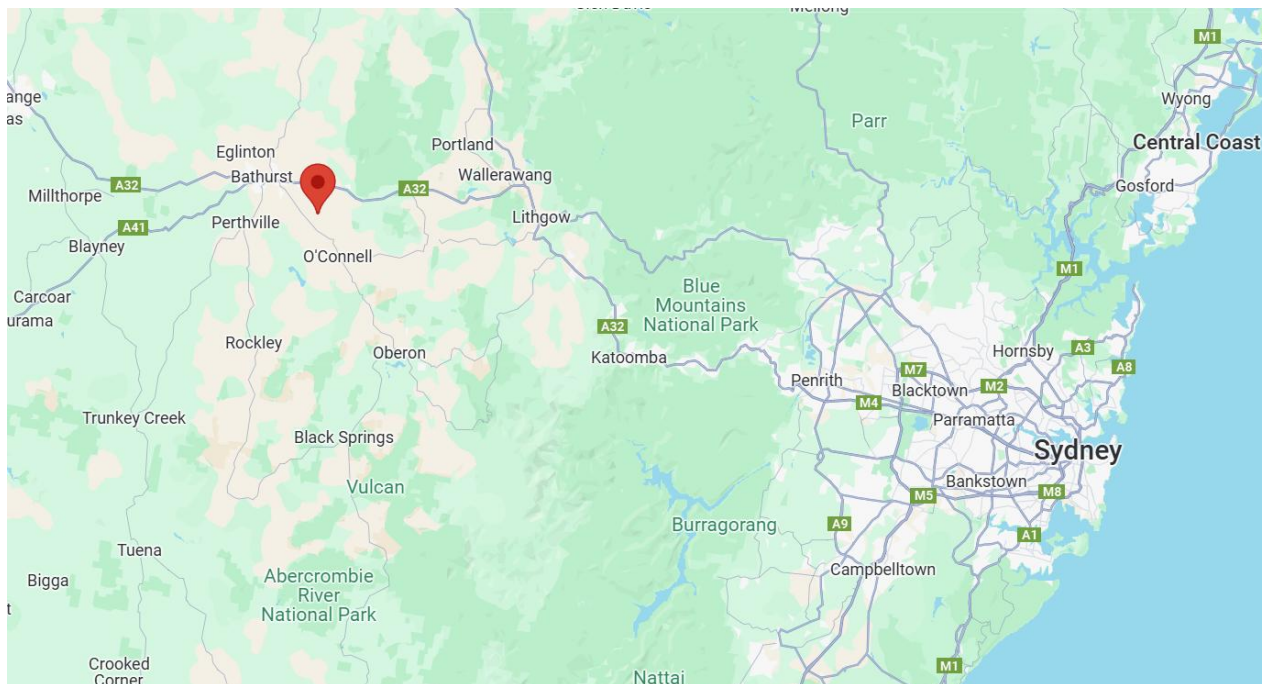 Parr
Wyong
Central Coast
Gosford
M1
M1
ange
as
Portland
Eglinton
Bathurst
Wallerawang
A32
A32
Millthorpe
Lithgow
Perthville
A41
Blayney
O'Connell
Carcoar
urama
Blue
Mountains
National Park
A32
Rockley
Oberon
Katoomba
Hornsby
A3
A8
M7
Penrith
Blacktown
M2
M4
Parramatta
Trunkey Creek
Black Springs
Sydney
Vulcan
Bankstown
M5
M8
Burragorang
A9
A1
Tuena
Campbelltown
Bigga
Abercrombie
River
National Park
Crooked
Corner
Nattai
M1